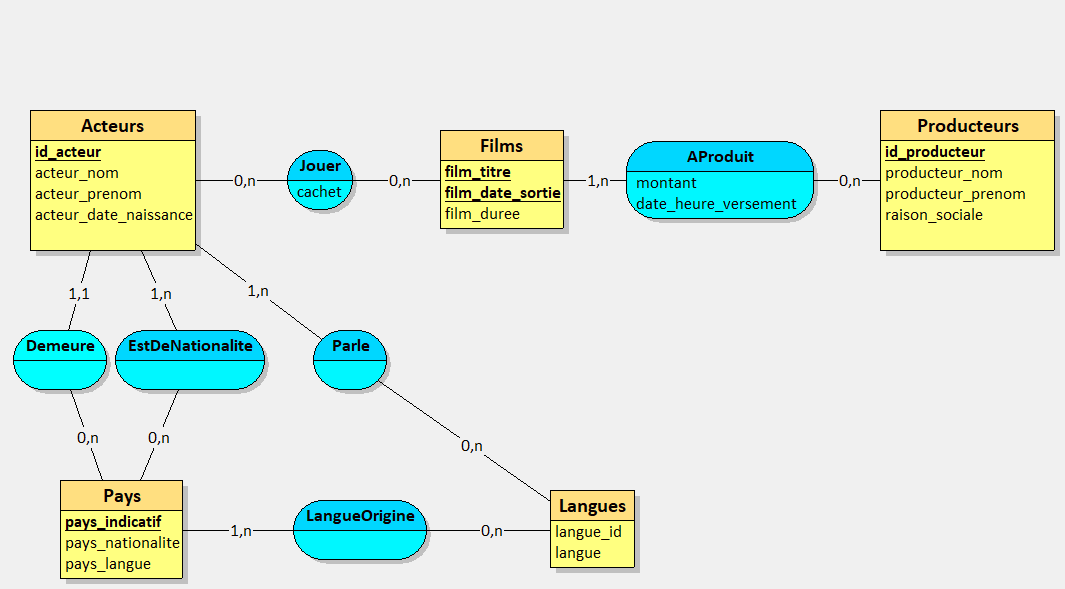 Acteurs
id_acteur
acteur_nom
acteur_prenom
acteur_date_naissance
0,n
Jouer
cachet
0,n
Films
film_titre
film_date_sortie
film_duree
1,n
AProduit
montant
date_heure_versement
0,n
Producteurs
id_producteur
producteur_nom
producteur_prenom
raison_sociale
1,1
1,n
1,n
Demeure
EstDeNationalite
Parle
0,n
0,n
0,n
Pays
pays_indicatif
pays_nationalite
pays_langue
1,n
LangueOrigine
0,n
Langues
langue_id
langue